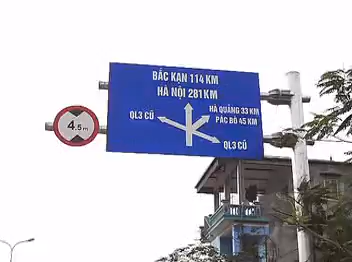 BẮC KẠN 114 KM
HÀ NỘI 281 KM
HÀ QUẢNG 33 KM
PÁC BÓ 45 KM
QL3 CŨ
QL3 CŨ
4.5m